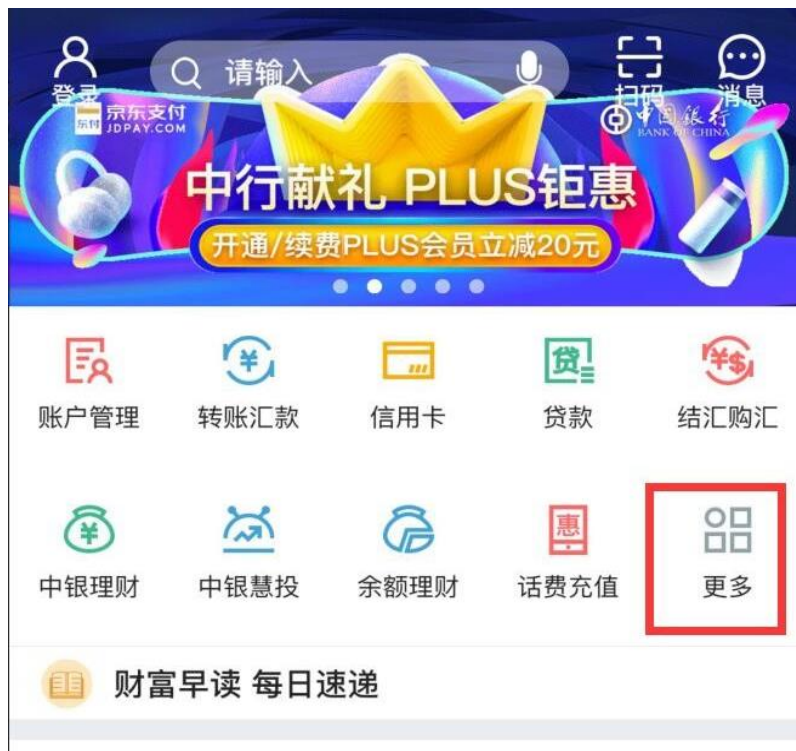 请输入
登录
扫码
消息
东付
京东支付
JDPAY.COM
中国银行
BANK OF CHINA
中行献礼 PLUS钜惠
开通/续费PLUS会员立减20元
账户管理
转账汇款
信用卡
贷
贷款
¥$
结汇购汇
¥
¥
中银理财
中银慧投
余额理财
惠
话费充值
更多
财富早读 每日速递